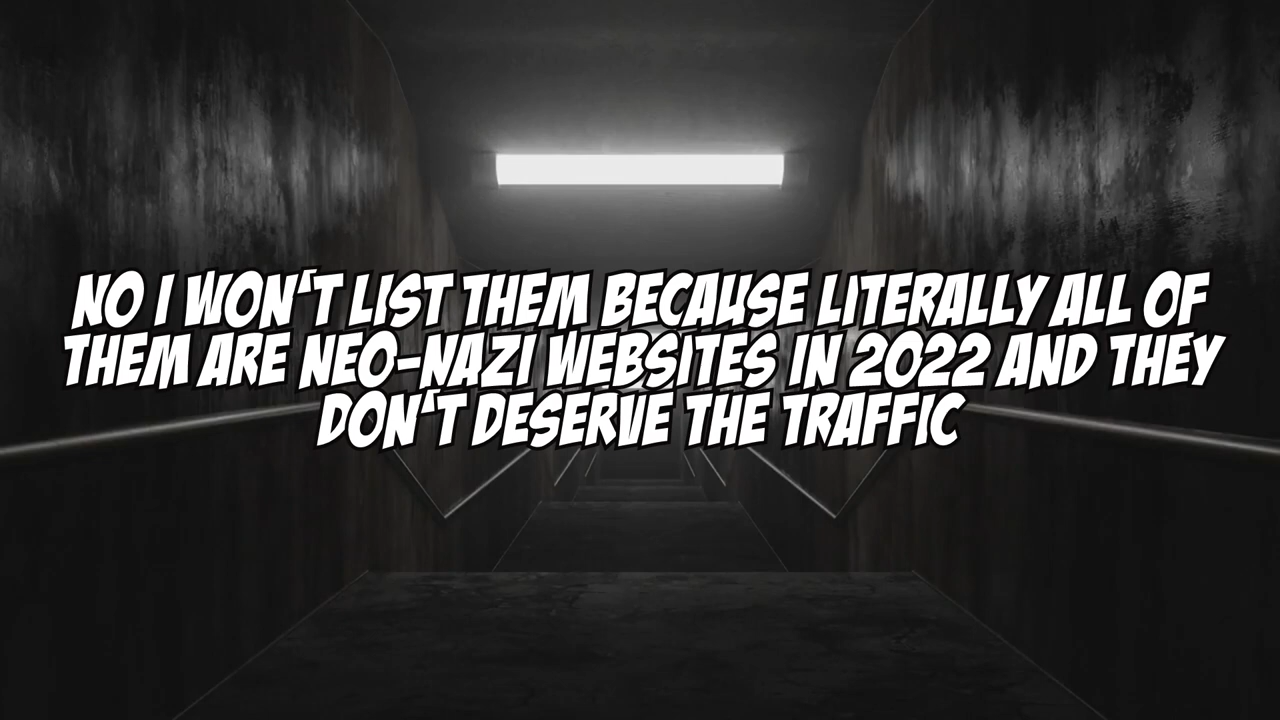 NO I WON'T LIST THEM BECAUSE LITERALLY ALL OF
THEM ARE NEO-NAZI WEBSITES IN 2022 AND THEY
DON'T DESERVE THE TRAFFIC